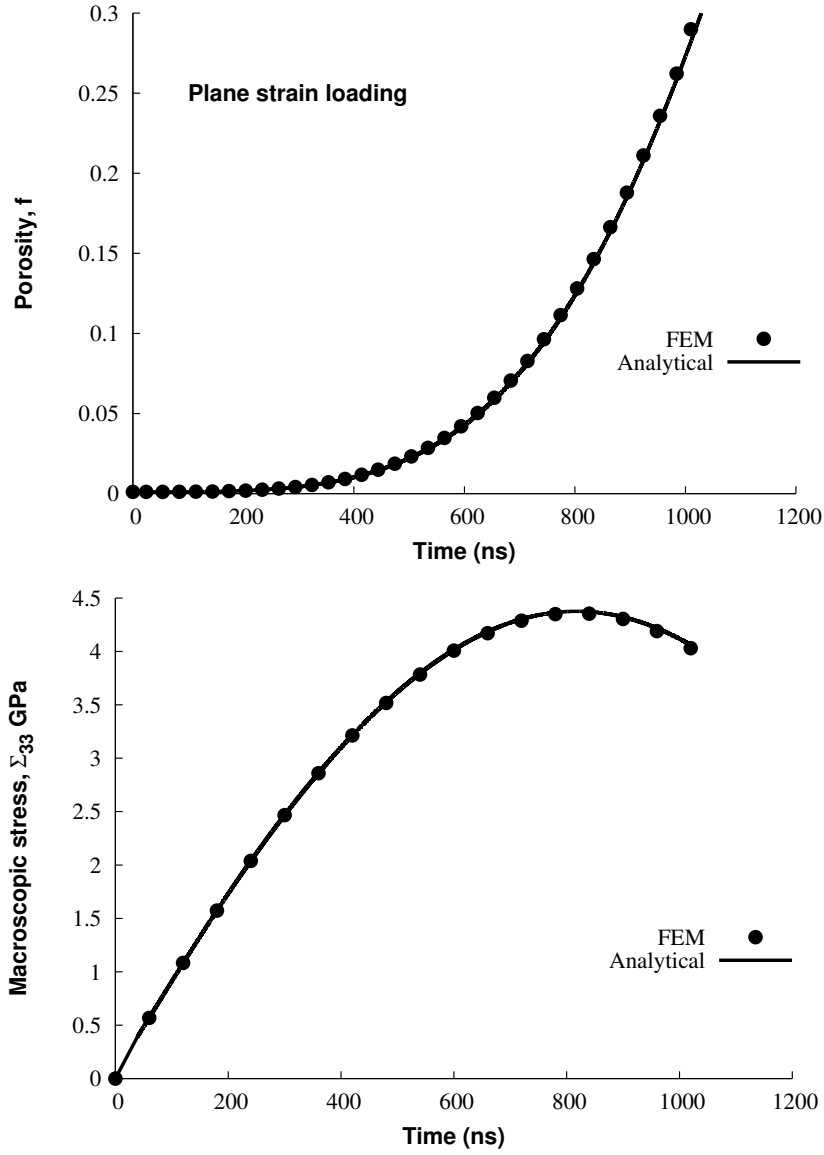 0.3
0.25
Plane strain loading
0.2
0.15
0.1
0.05
0
Porosity, f
FEM
Analytical
0 200 400 600 800 1000 1200
Time (ns)
4.5
4
3.5
3
2.5
2
1.5
1
0.5
0
Macroscopic stress, Σ33 GPa
FEM
Analytical
0 200 400 600 800 1000 1200
Time (ns)